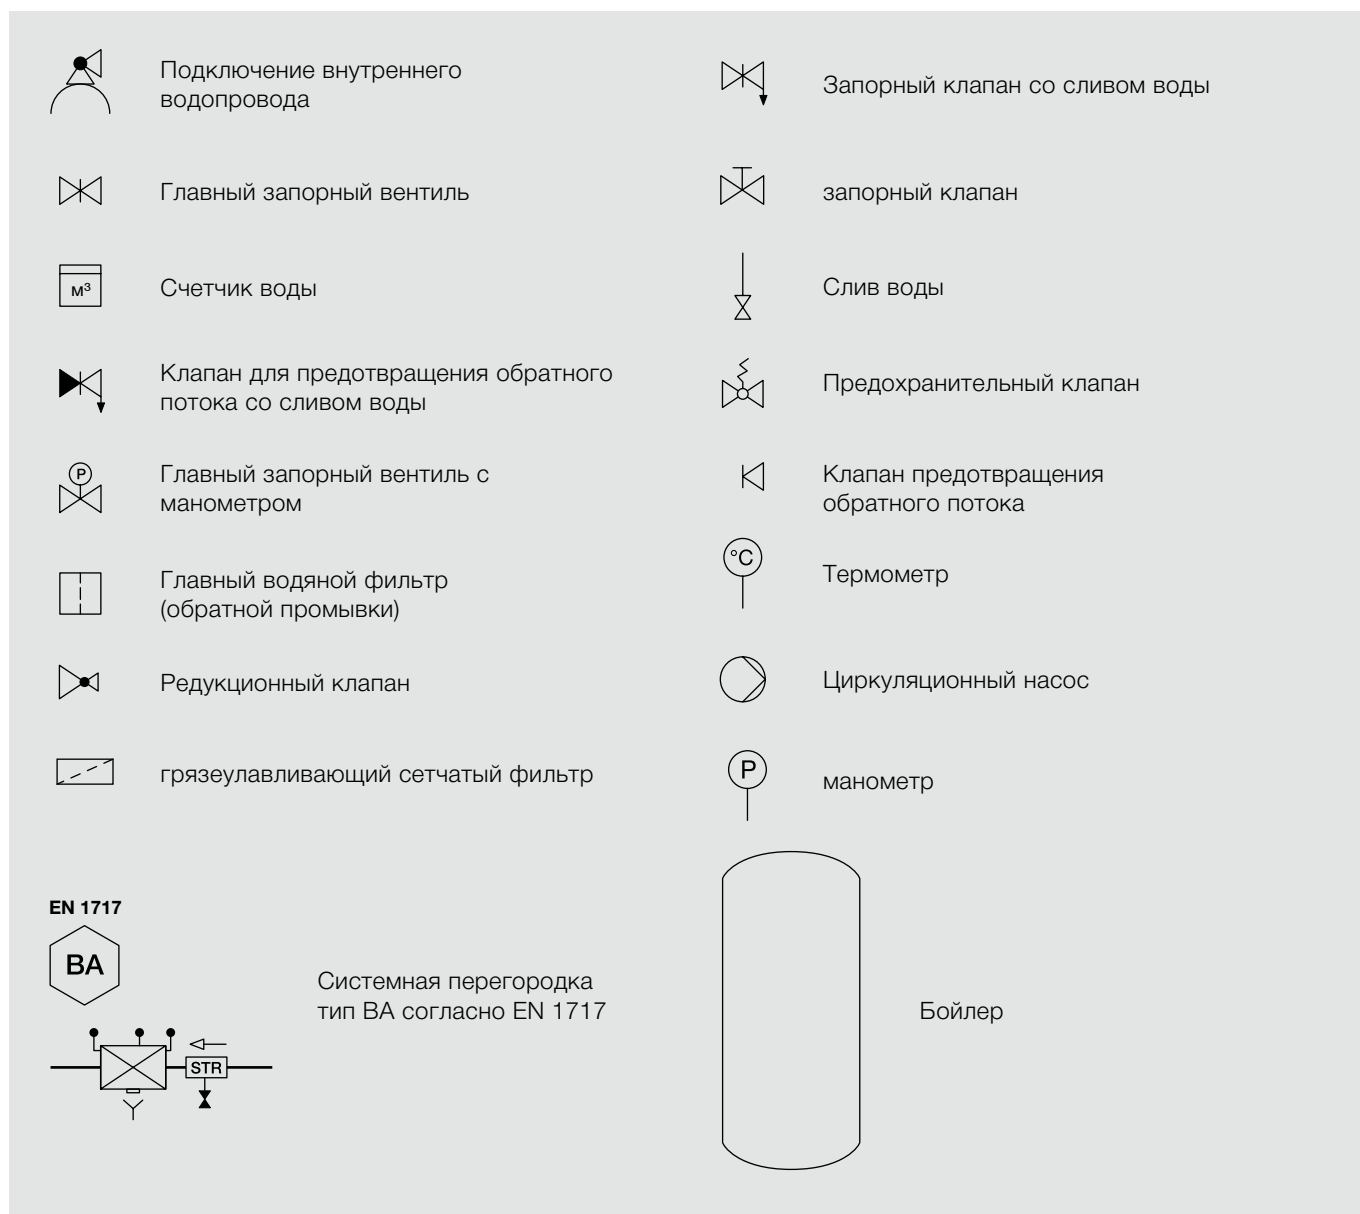 Подключение внутреннего
водопровода
Главный запорный вентиль
м³
Счетчик воды
Клапан для предотвращения обратного
потока со сливом воды
P
Главный запорный вентиль с
манометром
Главный водяной фильтр
(обратной промывки)
Редукционный клапан
грязеулавливающий сетчатый фильтр
EN 1717
BA
STR
Системная перегородка
тип BA согласно EN 1717
Запорный клапан со сливом воды
запорный клапан
Слив воды
Предохранительный клапан
Клапан предотвращения
обратного потока
°C
Термометр
Циркуляционный насос
P
манометр
Бойлер